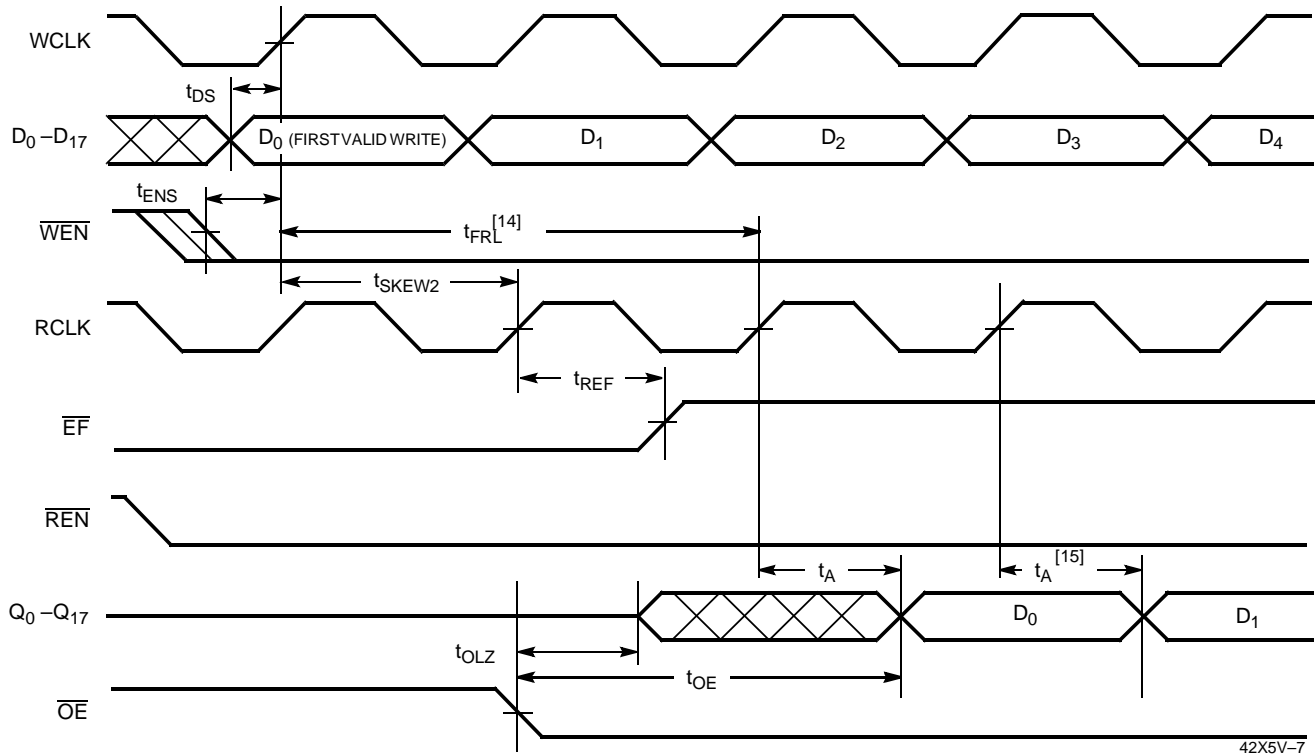 WCLK
tDS
D0 –D17
D0 (FIRST VALID WRITE)
D1
D2
D3
D4
tENS
WEN
tFRL[14]
tSKEW2
RCLK
tREF
EF
REN
tA
tA[15]
Q0 –Q17
D0
D1
tOLZ
tOE
OE
42X5V–7